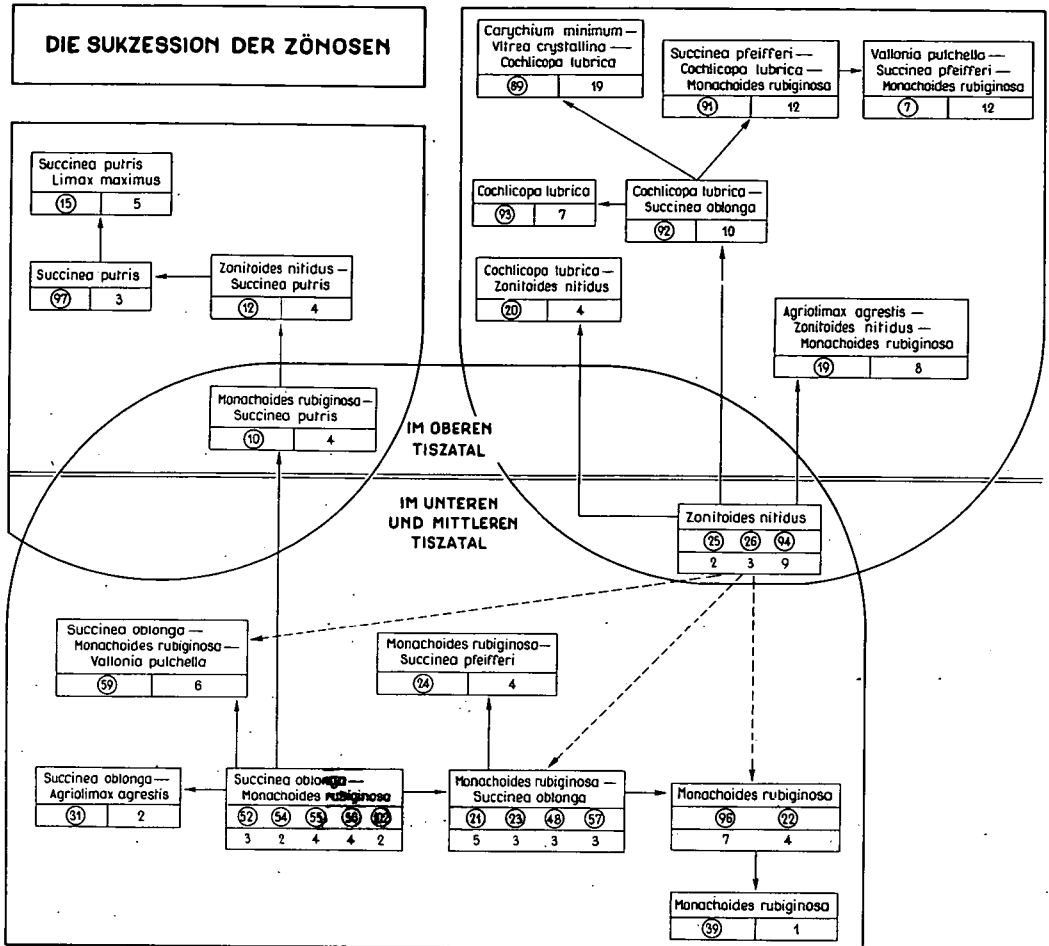 DIE SUKZESSION DER ZÖNOSEN
Carychium minimum —
Vitrea crystallina —
Cochlicopa lubrica
89 19
Succinea pfeifferi —
Cochlicopa lubrica —
Monachoides rubiginosa
91 12
Vallonia pulchella —
Succinea pfeifferi —
Monachoides rubiginosa
7 12
Succinea putris
Limax maximus
15 5
Cochlicopa lubrica
93 7
Cochlicopa lubrica —
Succinea oblonga
92 10
Succinea putris
97 3
Zonitoides nitidus —
Succinea putris
12 4
Cochlicopa lubrica —
Zonitoides nitidus
20 4
Agriolimax agrestis —
Zonitoides nitidus —
Monachoides rubiginosa
19 8
Monachoides rubiginosa —
Succinea putris
10 4
IM OBEREN
TISZATAL
IM UNTEREN
UND MITTLEREN
TISZATAL
Zonitoides nitidus
25 26 94
2 3 9
Succinea oblonga —
Monachoides rubiginosa —
Vallonia pulchella
59 6
Monachoides rubiginosa —
Succinea pfeifferi
24 4
Succinea oblonga —
Agriolimax agrestis
31 2
Succinea oblonga —
Monachoides rubiginosa
52 54 55
3 2 4 4 2
Monachoides rubiginosa —
Succinea oblonga
21 23 48 57
5 3 3 3
Monachoides rubiginosa
96 22
7 4
Monachoides rubiginosa
39 1